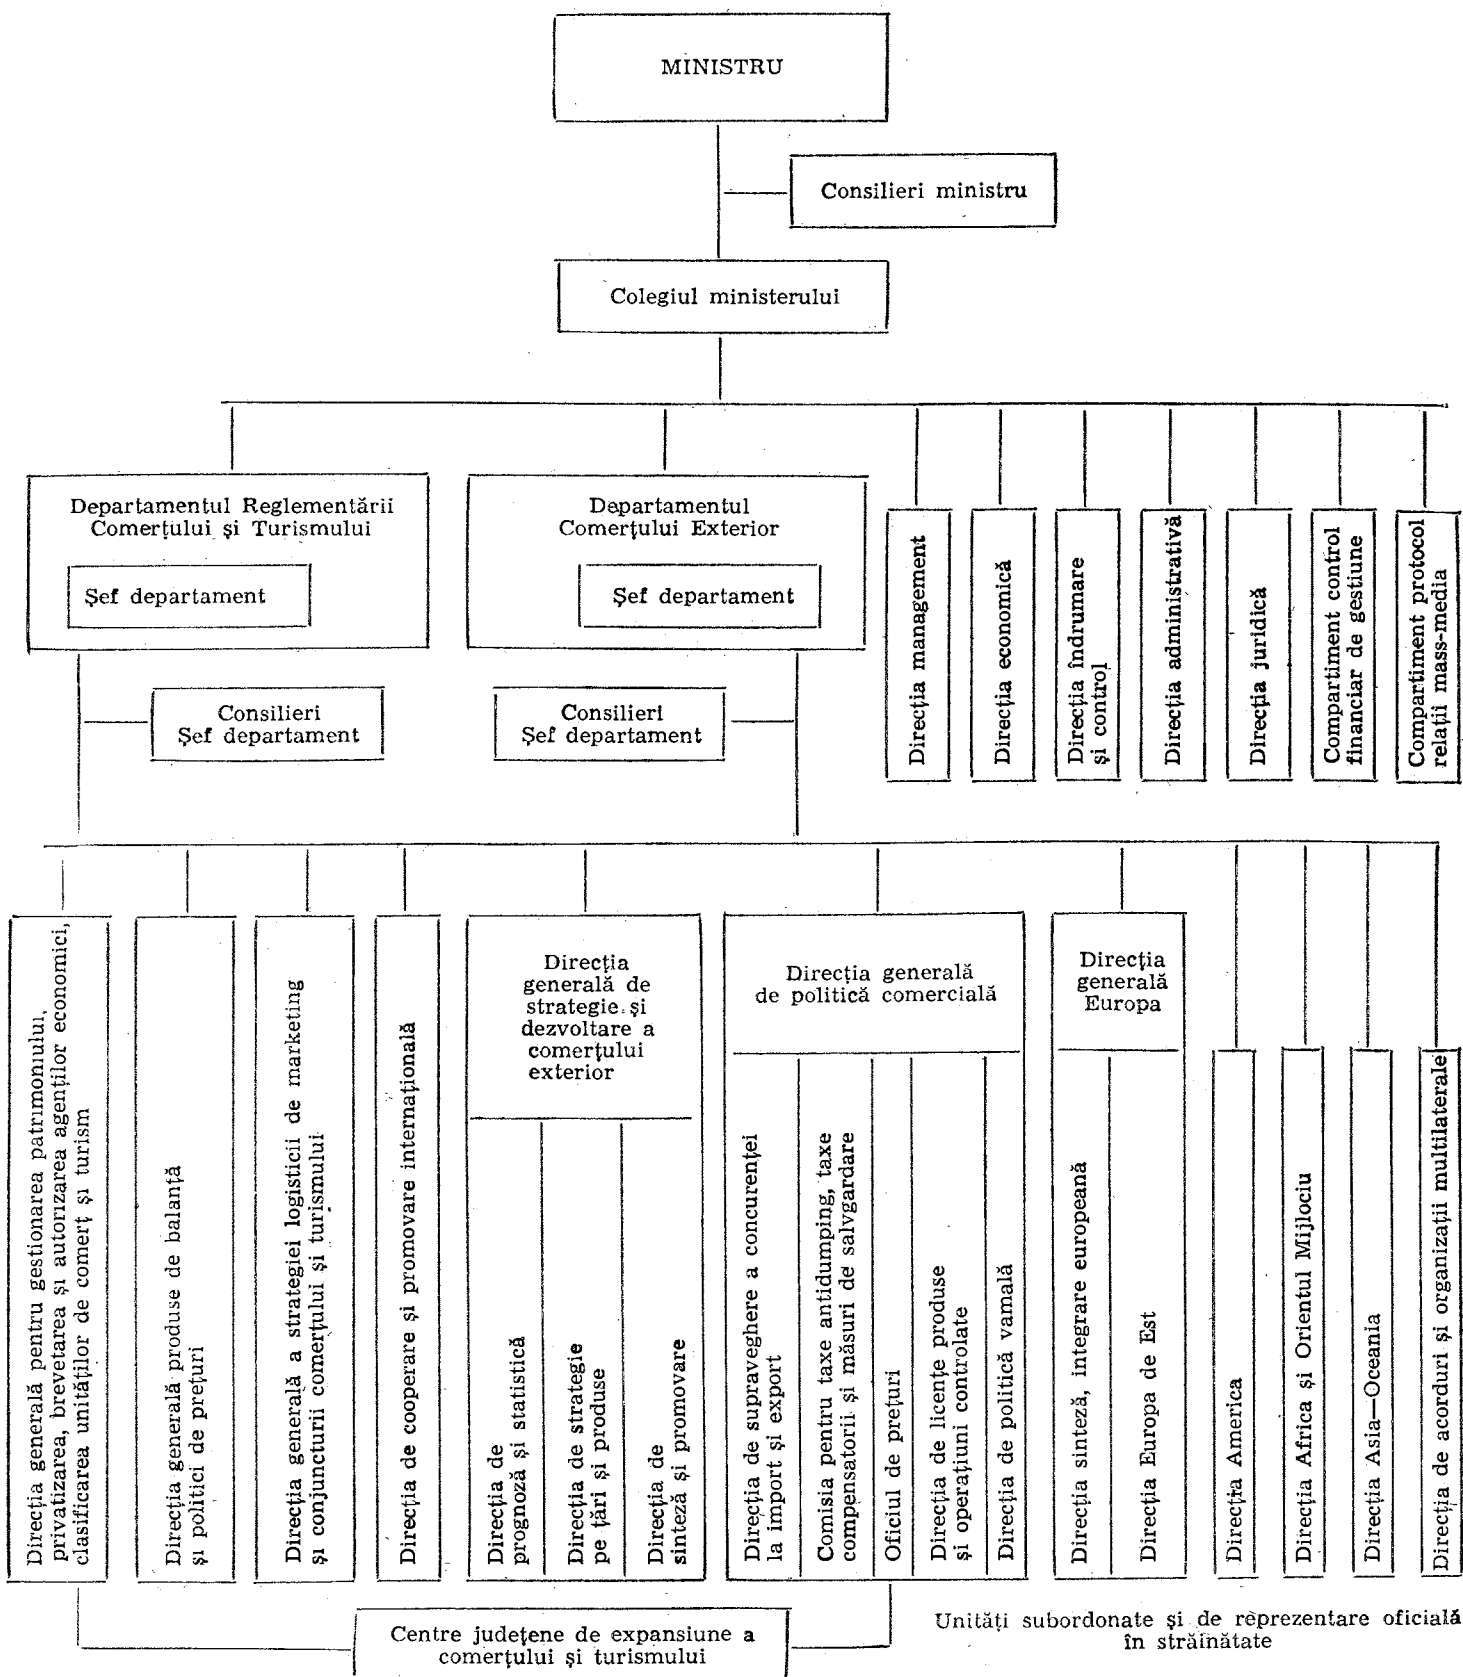 MINISTRU
Consilieri ministru
Colegiul ministerului
Departamentul Reglementării
Comerțului și Turismului
Șef departament
Departamentul
Comerțului Exterior
Șef departament
Consilieri
Șef departament
Consilieri
Șef departament
Direcția management
Direcția economică
Direcția îndrumare
și control
Direcția administrativă
Direcția juridică
Compartiment control
financiar de gestiune
Compartiment protocol
relații mass-media
Direcția generală pentru gestionarea patrimoniului,
privatizarea, brevetarea și autorizarea agenților economici,
clasificarea unităților de comerț și turism
Direcția generală produse de balanță
și politici de prețuri
Direcția generală a strategiei logisticii de marketing
și conjuncturii comerțului și turismului
Direcția de cooperare și promovare internațională
Direcția
generală de
strategie și
dezvoltare a
comerțului
exterior
Direcția de
prognoză și statistică
Direcția de strategie
pe țări și produse
Direcția de
sinteză și promovare
Direcția generală
de politică comercială
Direcția de supraveghere a concurenței
la import și export
Comisia pentru taxe antidumping, taxe
compensatorii și măsuri de salvgardare
Oficiul de prețuri
Direcția de licențe produse
și operațiuni controlate
Direcția de politică vamală
Direcția
generală
Europa
Direcția sinteză, integrare europeană
Direcția Europa de Est
Direcția America
Direcția Africa și Orientul Mijlociu
Direcția Asia—Oceania
Direcția de acorduri și organizații multilaterale
Centre județene de expansiune a
comerțului și turismului
Unități subordonate și de reprezentare oficială
în străinătate